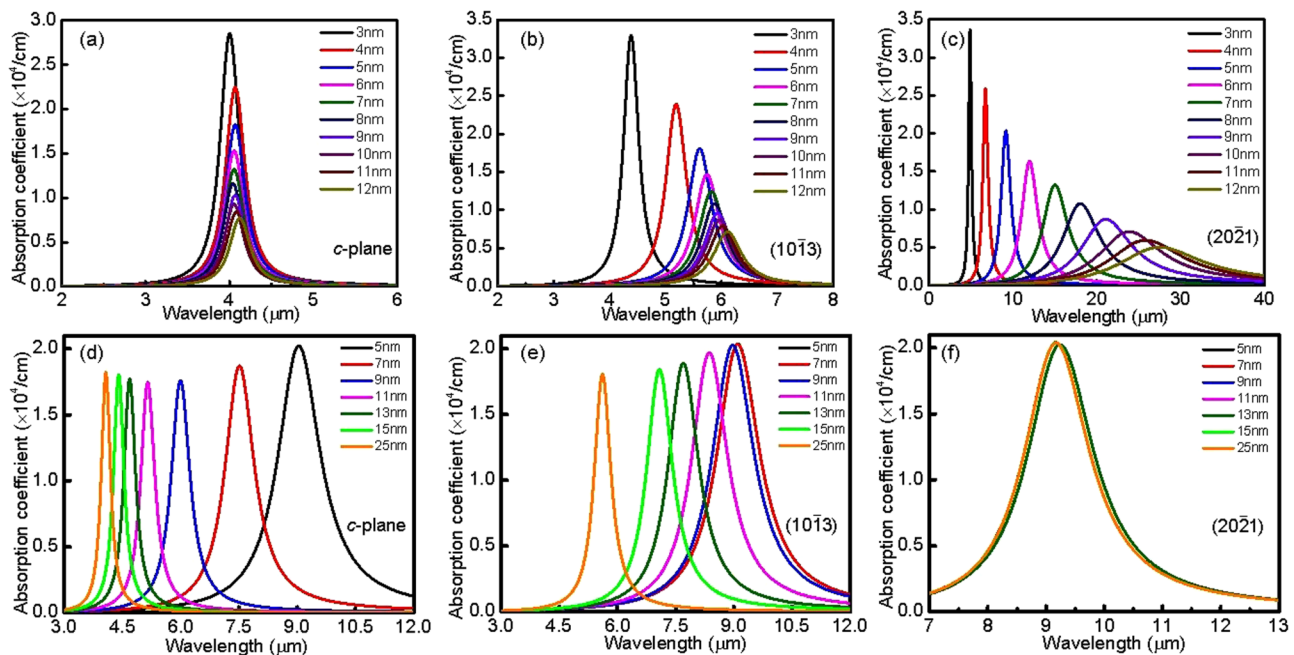 (a)
Absorption coefficient (×10⁴/cm)
3.0
2.5
2.0
1.5
1.0
0.5
0.0
3nm
4nm
5nm
6nm
7nm
8nm
9nm
10nm
11nm
12nm
c-plane
2 3 4 5 6
Wavelength (μm)
(b)
Absorption coefficient (×10⁴/cm)
3.5
3.0
2.5
2.0
1.5
1.0
0.5
0.0
3nm
4nm
5nm
6nm
7nm
8nm
9nm
10nm
11nm
12nm
(101̄3)
2 3 4 5 6 7 8
Wavelength (μm)
(c)
Absorption coefficient (×10⁴/cm)
3.5
3.0
2.5
2.0
1.5
1.0
0.5
0.0
3nm
4nm
5nm
6nm
7nm
8nm
9nm
10nm
11nm
12nm
(202̄1)
0 10 20 30 40
Wavelength (μm)
(d)
Absorption coefficient (×10⁴/cm)
2.0
1.5
1.0
0.5
0.0
5nm
7nm
9nm
11nm
13nm
15nm
25nm
c-plane
3.0 4.5 6.0 7.5 9.0 10.5 12.0
Wavelength (μm)
(e)
Absorption coefficient (×10⁴/cm)
2.0
1.5
1.0
0.5
0.0
5nm
7nm
9nm
11nm
13nm
15nm
25nm
(101̄3)
3.0 4.5 6.0 7.5 9.0 10.5 12.0
Wavelength (μm)
(f)
Absorption coefficient (×10⁴/cm)
2.0
1.5
1.0
0.5
0.0
5nm
7nm
9nm
11nm
13nm
15nm
25nm
(202̄1)
7 8 9 10 11 12 13
Wavelength (μm)